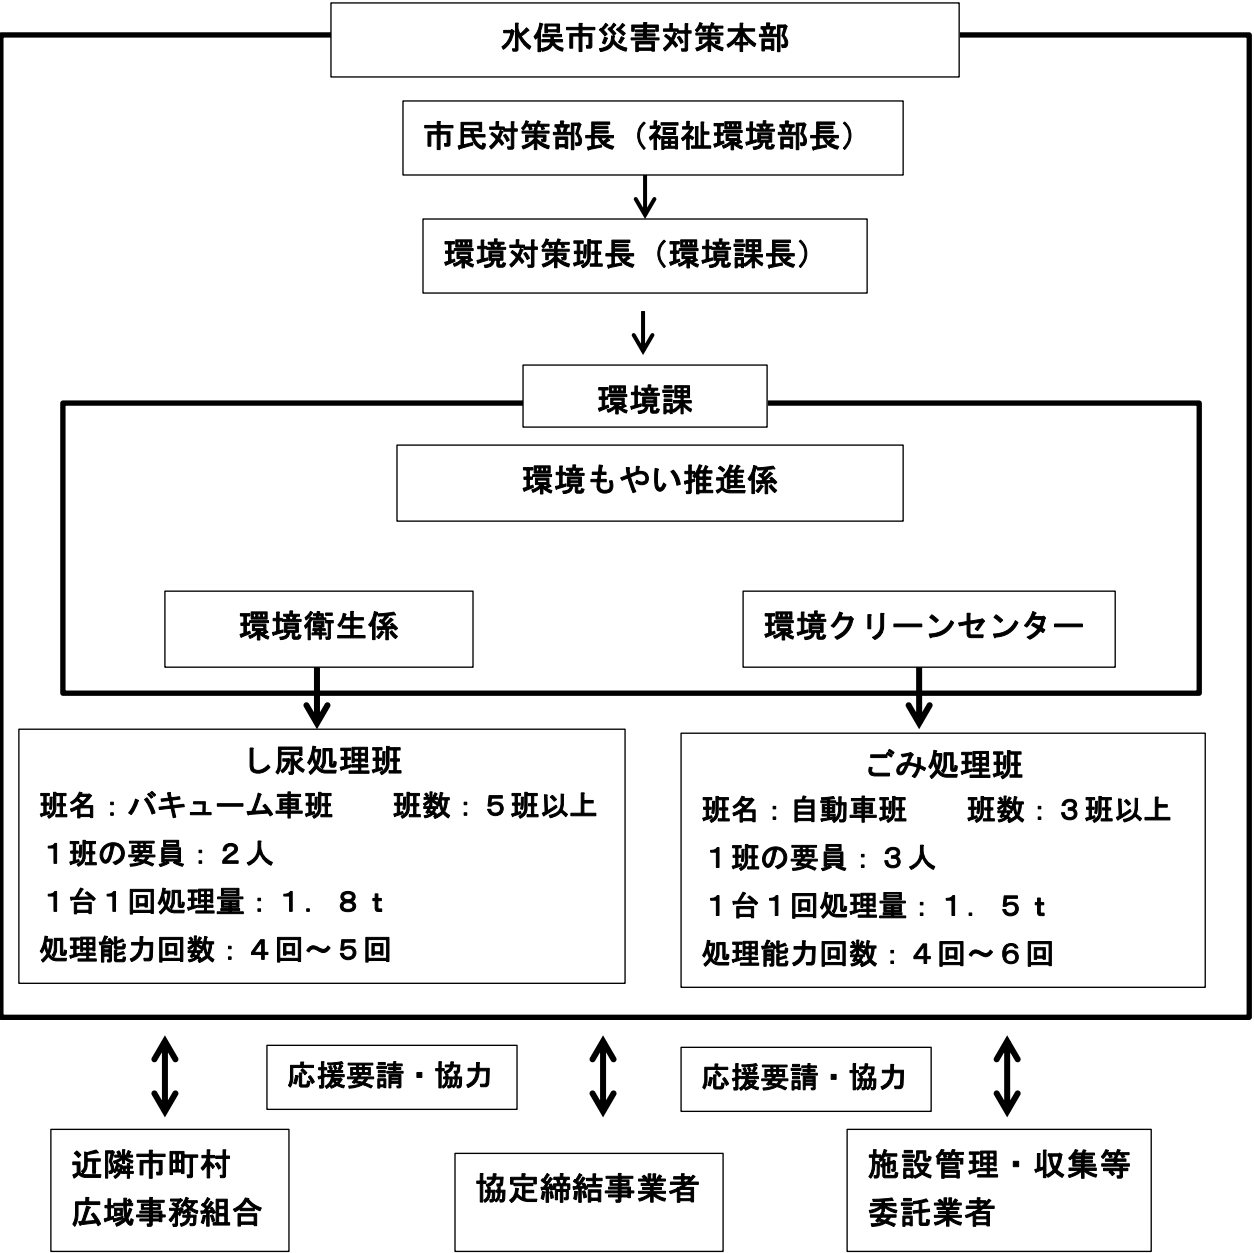 水俣市災害対策本部
市民対策部長（福祉環境部長）
環境対策班長（環境課長）
環境課
環境もやい推進係
環境衛生係
環境クリーンセンター
し尿処理班
班名：バキューム車班　　班数：５班以上
１班の要員：２人
１台１回処理量：１．８ｔ
処理能力回数：４回～５回
ごみ処理班
班名：自動車班　　班数：３班以上
１班の要員：３人
１台１回処理量：１．５ｔ
処理能力回数：４回～６回
応援要請・協力
応援要請・協力
近隣市町村
広域事務組合
協定締結事業者
施設管理・収集等
委託業者